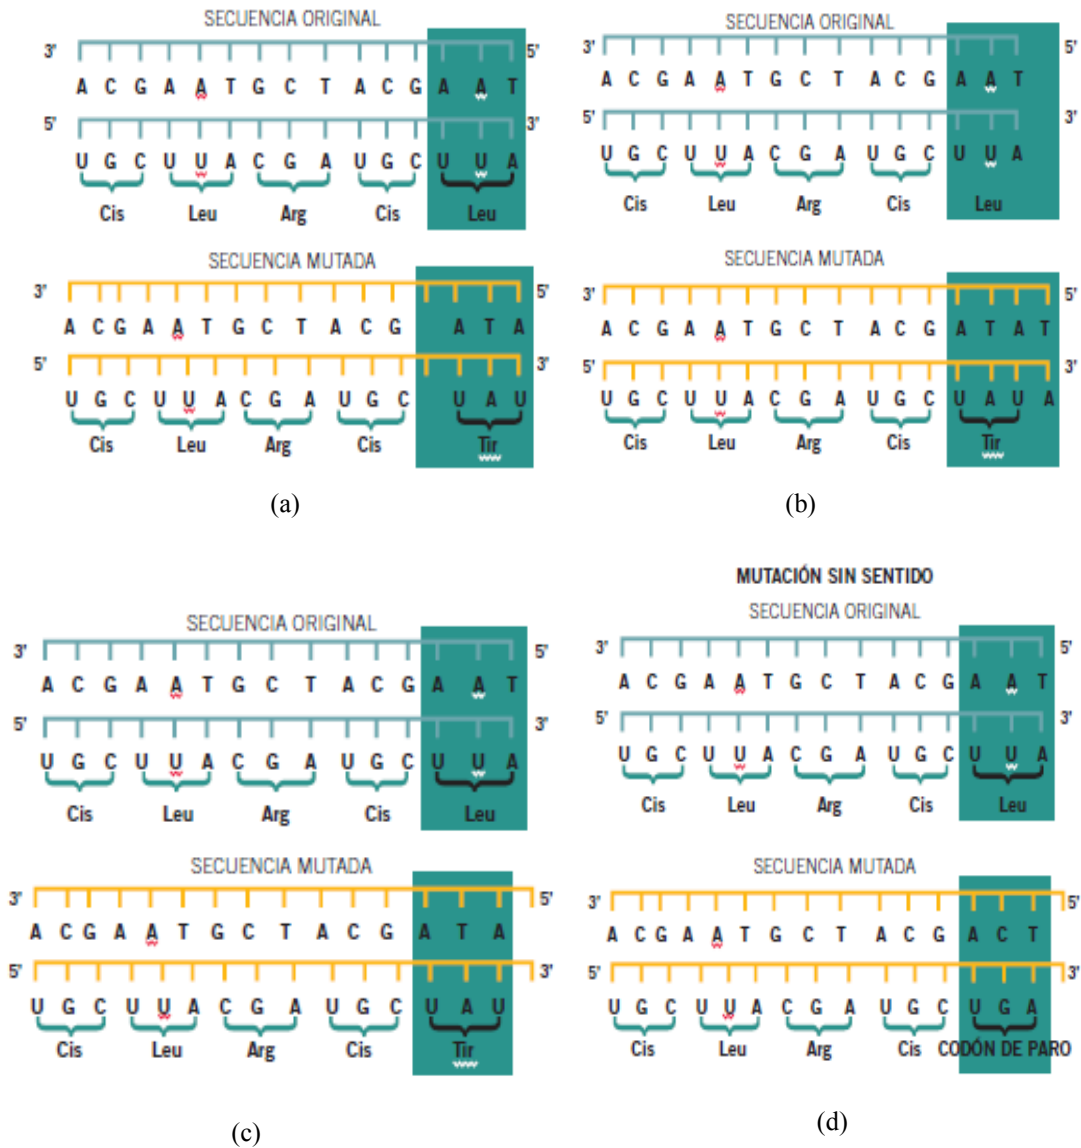 SECUENCIA ORIGINAL
3' 5'
A C G A A T G C T A C G A A T
5' 3'
U G C U U A C G A U G C U U A
Cis Leu Arg Cis Leu
SECUENCIA MUTADA
3' 5'
A C G A A T G C T A C G A T A
5' 3'
U G C U U A C G A U G C U A U
Cis Leu Arg Cis Tir
(a)
SECUENCIA ORIGINAL
3' 5'
A C G A A T G C T A C G A A T
5' 3'
U G C U U A C G A U G C U U A
Cis Leu Arg Cis Leu
SECUENCIA MUTADA
3' 5'
A C G A A T G C T A C G A T A T
5' 3'
U G C U U A C G A U G C U A U A
Cis Leu Arg Cis Tir
(b)
SECUENCIA ORIGINAL
3' 5'
A C G A A T G C T A C G A A T
5' 3'
U G C U U A C G A U G C U U A
Cis Leu Arg Cis Leu
SECUENCIA MUTADA
3' 5'
A C G A A T G C T A C G A T A
5' 3'
U G C U U A C G A U G C U A U
Cis Leu Arg Cis Tir
(c)
MUTACIÓN SIN SENTIDO
SECUENCIA ORIGINAL
3' 5'
A C G A A T G C T A C G A A T
5' 3'
U G C U U A C G A U G C U U A
Cis Leu Arg Cis Leu
SECUENCIA MUTADA
3' 5'
A C G A A T G C T A C G A C T
5' 3'
U G C U U A C G A U G C U G A
Cis Leu Arg Cis CODÓN DE PARO
(d)